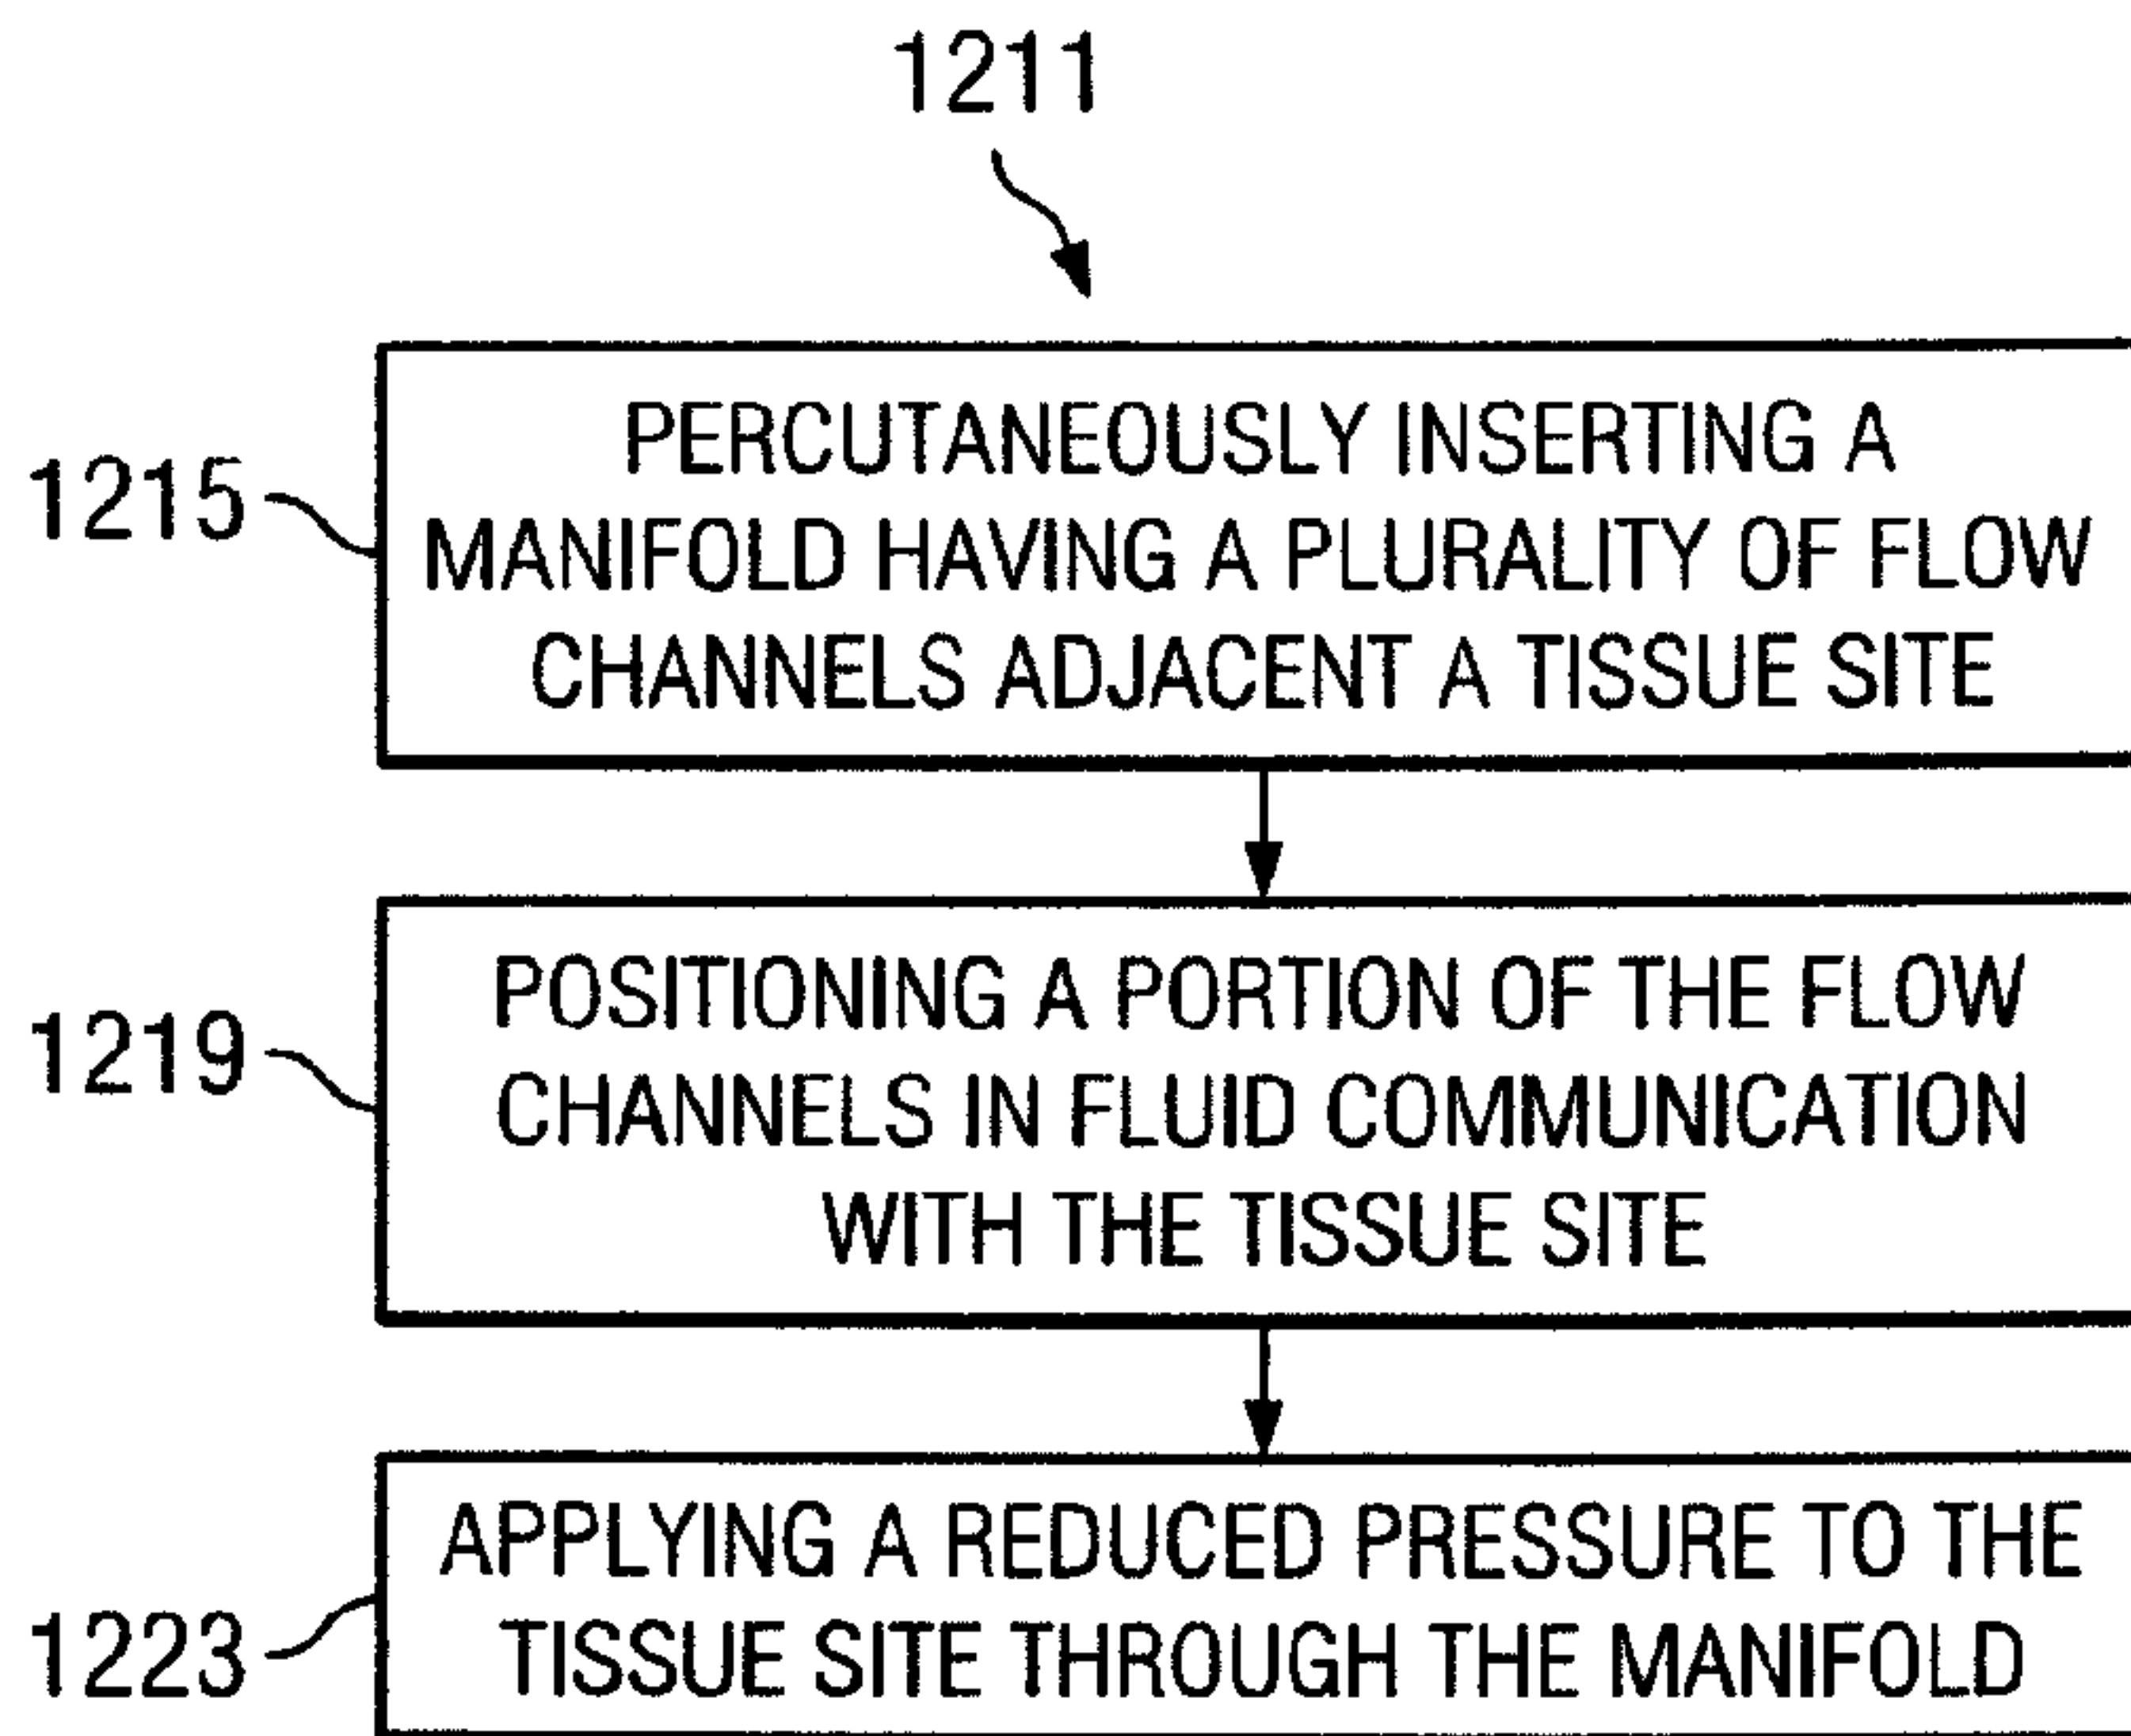 1211
1215
PERCUTANEOUSLY INSERTING A
MANIFOLD HAVING A PLURALITY OF FLOW
CHANNELS ADJACENT A TISSUE SITE
1219
POSITIONING A PORTION OF THE FLOW
CHANNELS IN FLUID COMMUNICATION
WITH THE TISSUE SITE
1223
APPLYING A REDUCED PRESSURE TO THE
TISSUE SITE THROUGH THE MANIFOLD